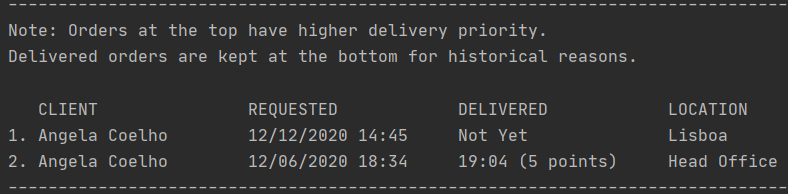 Note: Orders at the top have higher delivery priority.
Delivered orders are kept at the bottom for historical reasons.
CLIENT REQUESTED DELIVERED LOCATION
1. Angela Coelho 12/12/2020 14:45 Not Yet Lisboa
2. Angela Coelho 12/06/2020 18:34 19:04 (5 points) Head Office